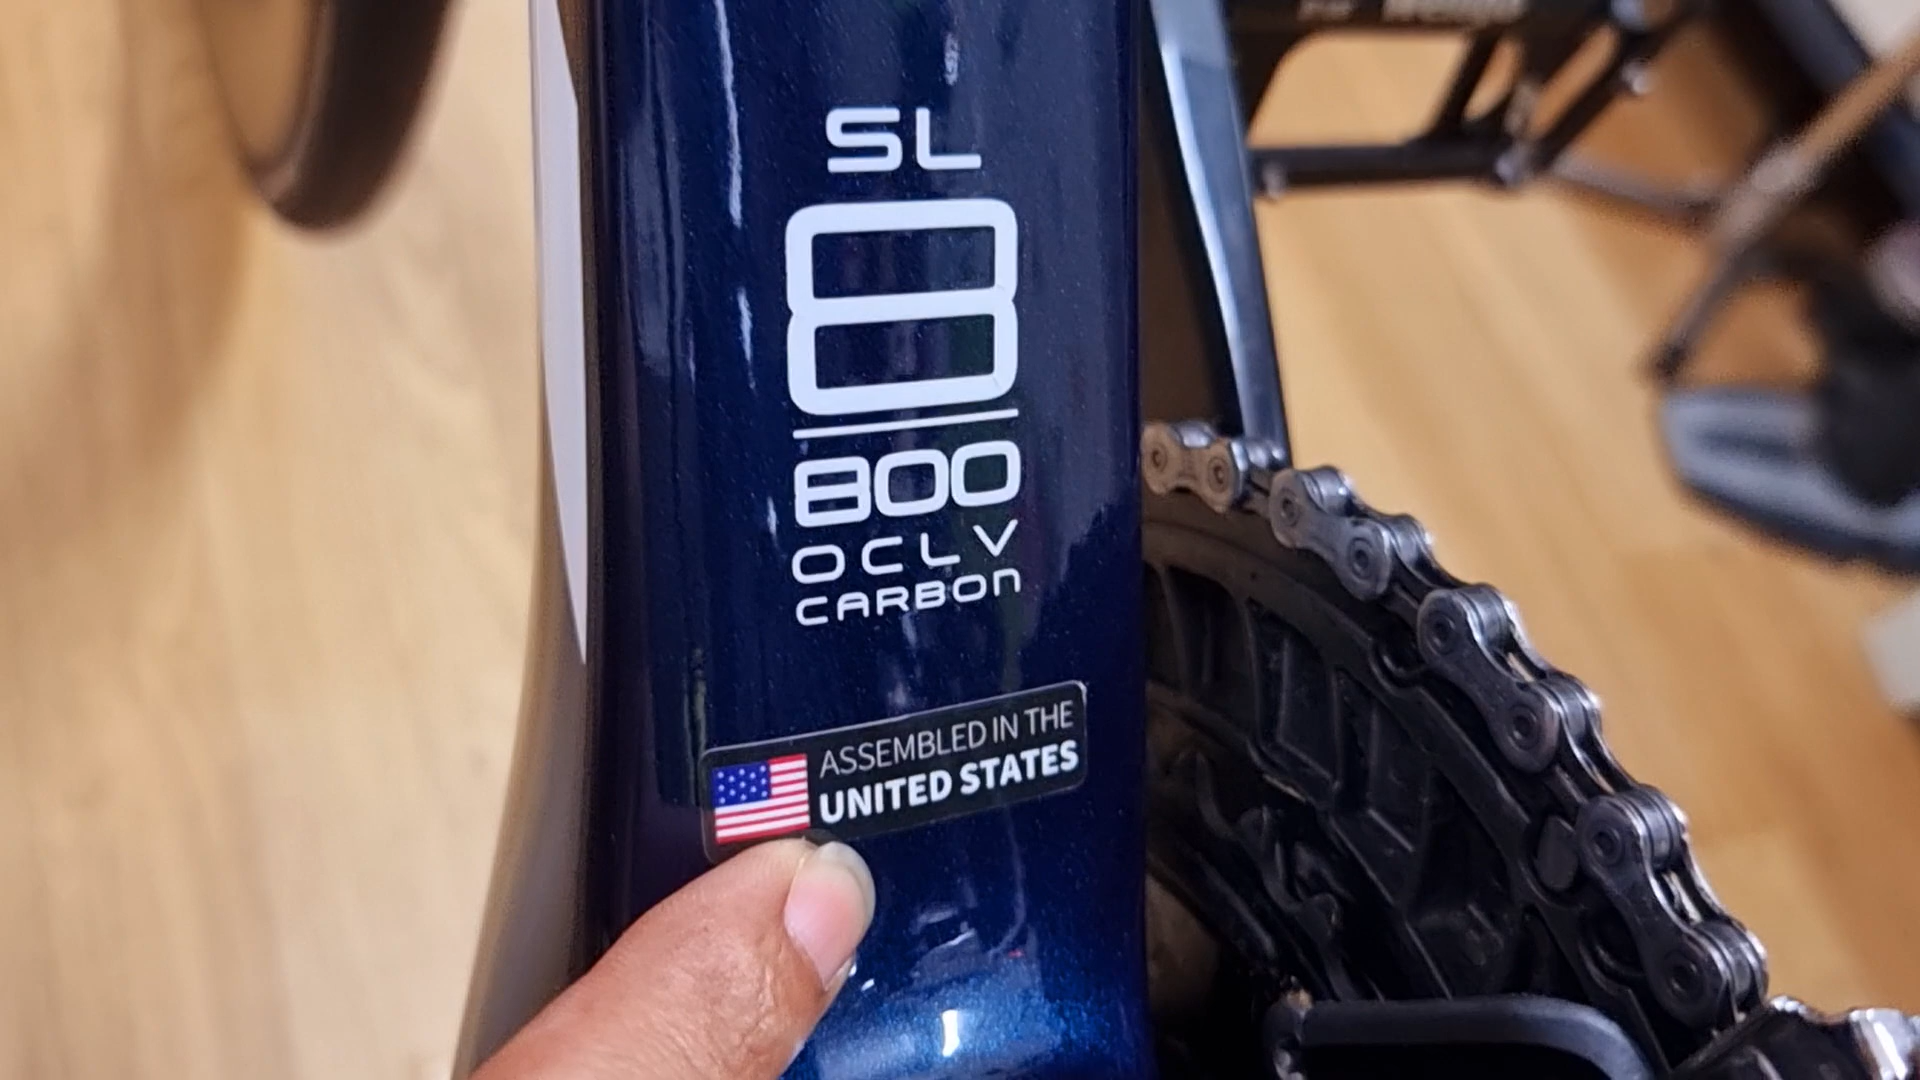 SL
8
800
OCLV
CARBON
ASSEMBLED IN THE
UNITED STATES